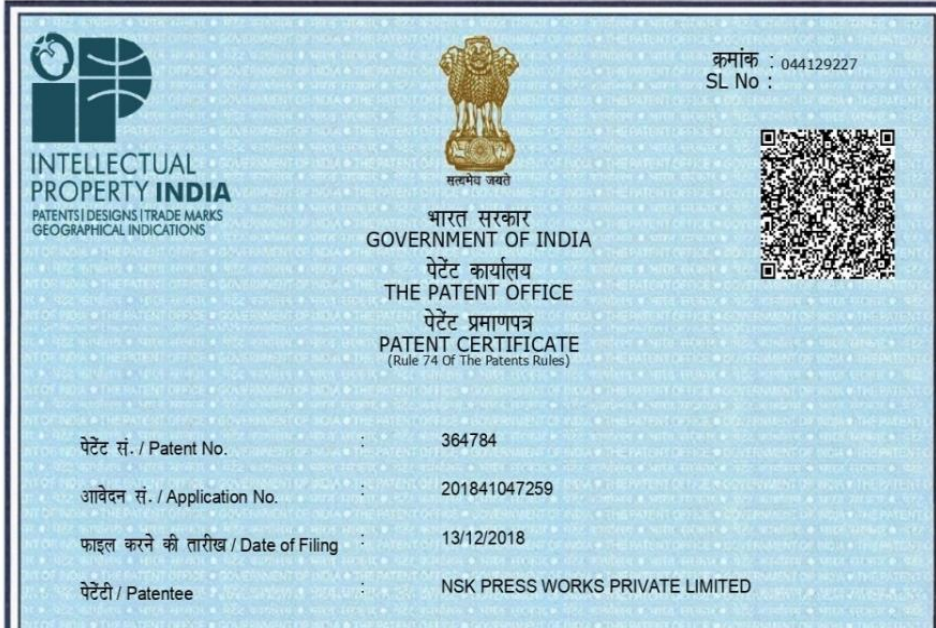 क्रमांक : 044129227
SL No :
INTELLECTUAL
PROPERTY INDIA
PATENTS | DESIGNS | TRADE MARKS
GEOGRAPHICAL INDICATIONS
सत्यमेव जयते
भारत सरकार
GOVERNMENT OF INDIA
पेटेंट कार्यालय
THE PATENT OFFICE
पेटेंट प्रमाणपत्र
PATENT CERTIFICATE
(Rule 74 Of The Patents Rules)
पेटेंट सं. / Patent No. : 364784
आवेदन सं. / Application No. : 201841047259
फाइल करने की तारीख / Date of Filing : 13/12/2018
पेटेंटी / Patentee : NSK PRESS WORKS PRIVATE LIMITED